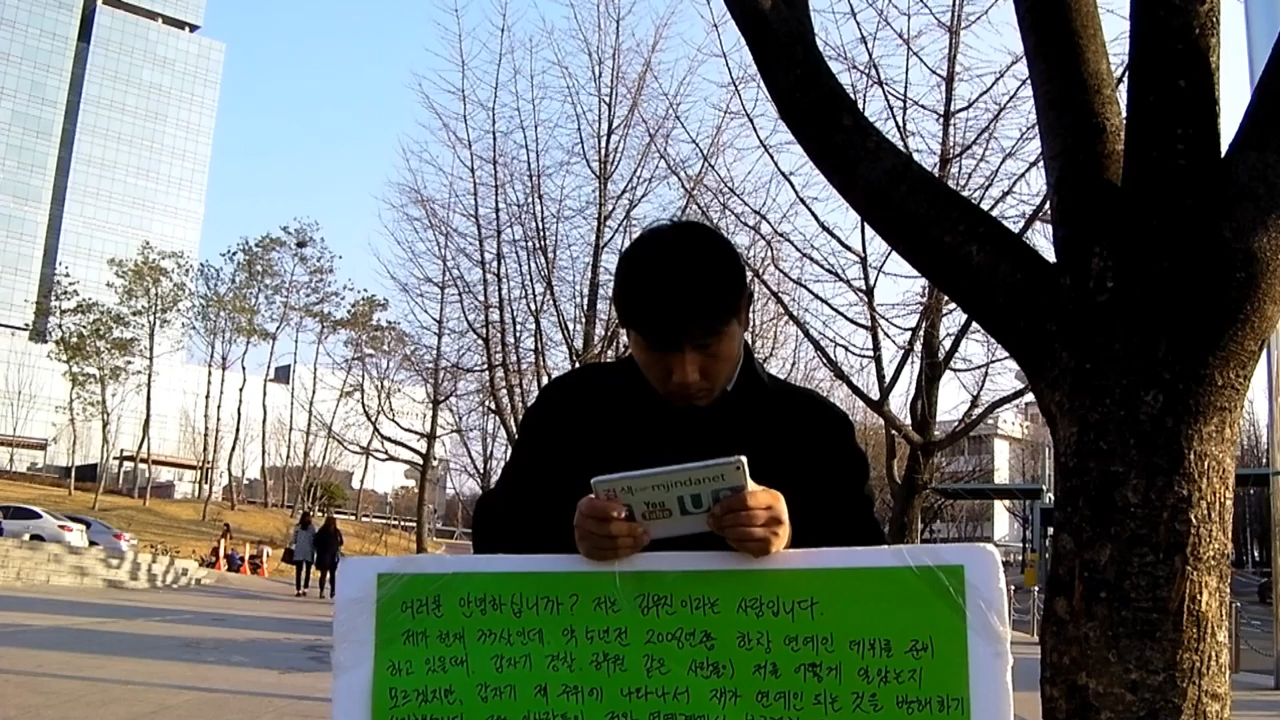 검색 mjindanet
You
Tube
U
여러분 안녕하십니까? 저는 김우진이라는 사람입니다.
제가 현재 33살인데, 약 5년전 2008년쯤 한창 연예인 데뷔를 준비
하고 있을때, 갑자기 경찰, 공무원 같은 사람들이 저를 어떻게 알았는지
모르겠지만, 갑자기 제 주위에 나타나서 제가 연예인 되는 것을 방해하기